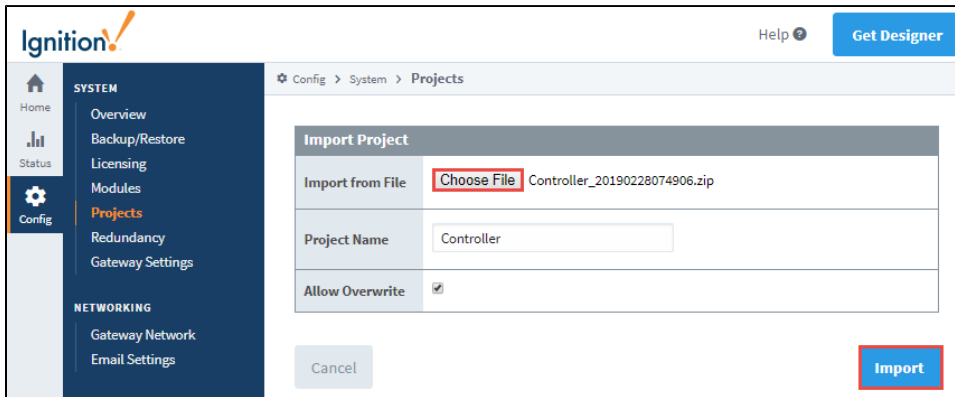 Ignition!
Help ?
Get Designer
Home
Status
Config
SYSTEM
Overview
Backup/Restore
Licensing
Modules
Projects
Redundancy
Gateway Settings
NETWORKING
Gateway Network
Email Settings
Config > System > Projects
Import Project
Import from File Choose File Controller_20190228074906.zip
Project Name Controller
Allow Overwrite
Cancel
Import